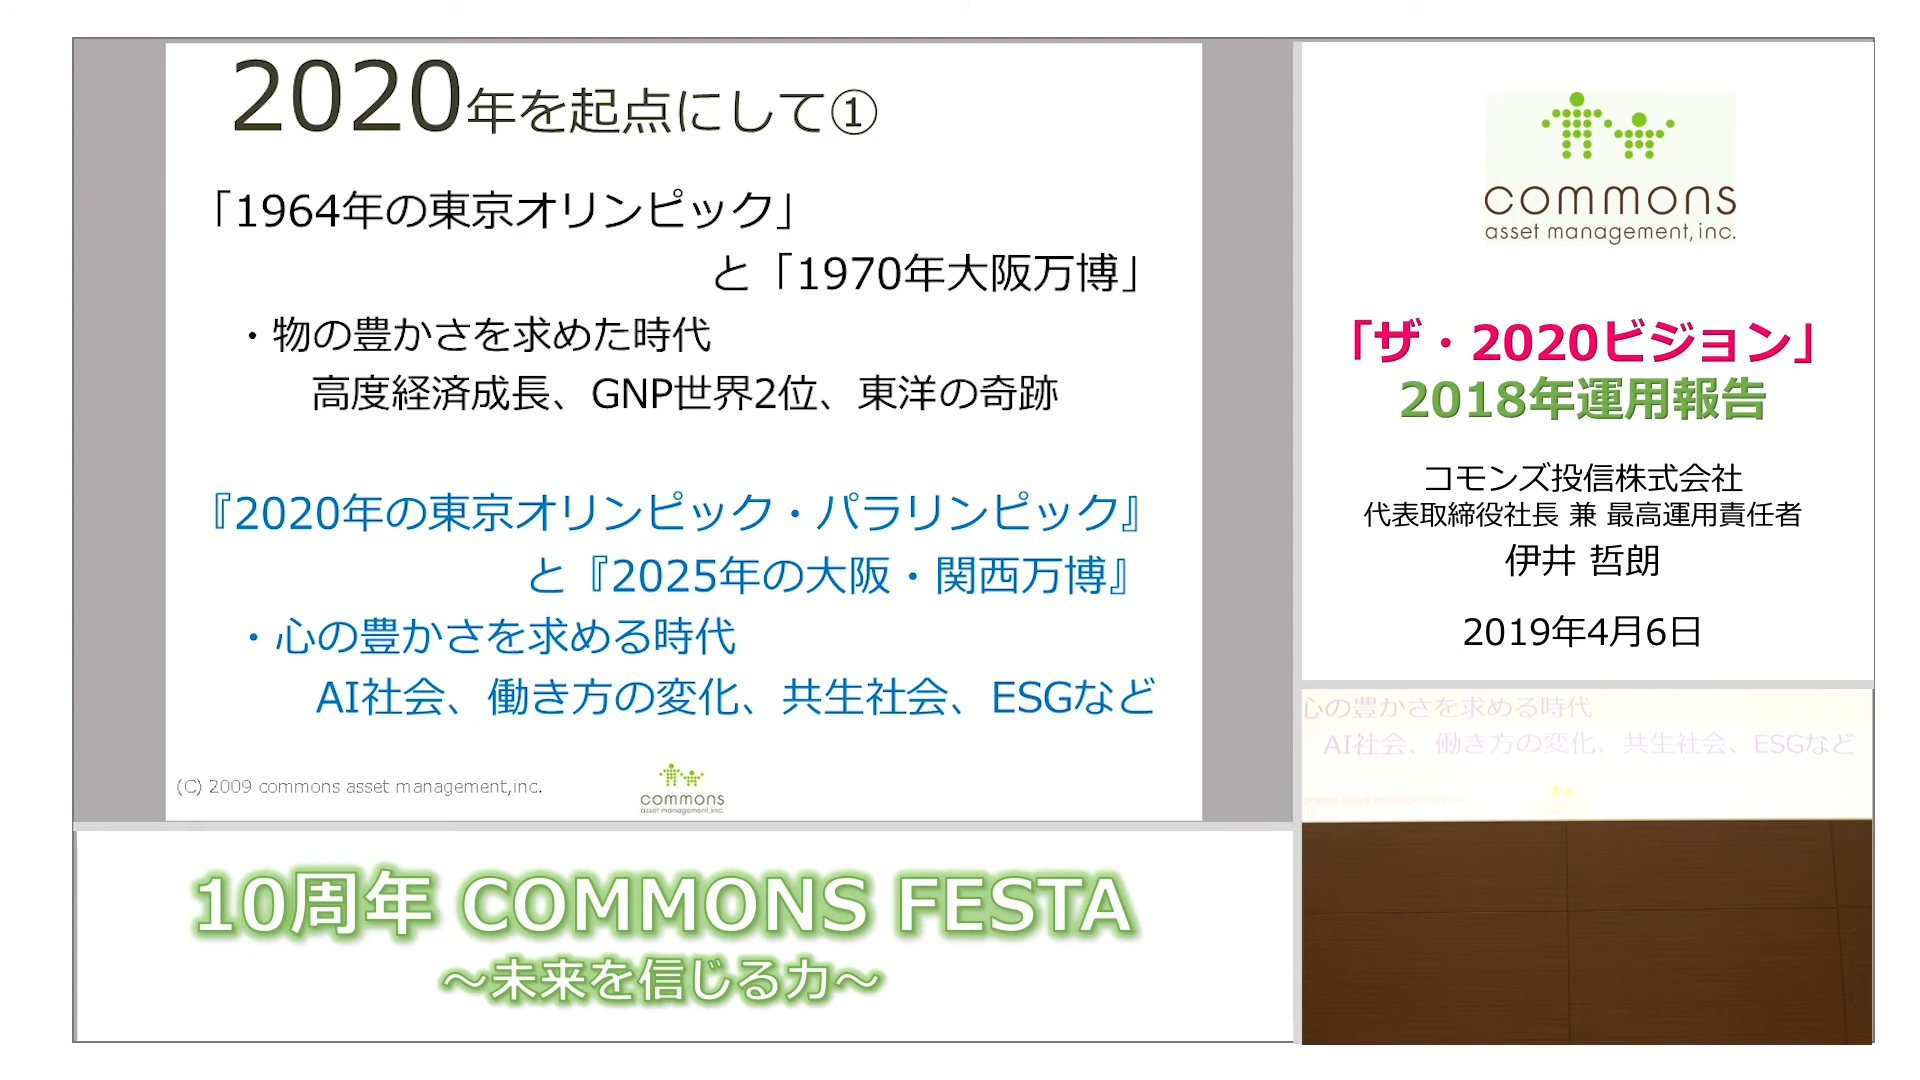 2020年を起点にして①
「1964年の東京オリンピック」
と「1970年大阪万博」
・物の豊かさを求めた時代
高度経済成長、GNP世界2位、東洋の奇跡
『2020年の東京オリンピック・パラリンピック』
と『2025年の大阪・関西万博』
・心の豊かさを求める時代
AI社会、働き方の変化、共生社会、ESGなど
(C) 2009 commons asset management,inc.
commons
asset management,inc.
10周年 COMMONS FESTA
～未来を信じる力～
commons
asset management, inc.
「ザ・2020ビジョン」
2018年運用報告
コモンズ投信株式会社
代表取締役社長 兼 最高運用責任者
伊井 哲朗
2019年4月6日
心の豊かさを求める時代
AI社会、働き方の変化、共生社会、ESGなど